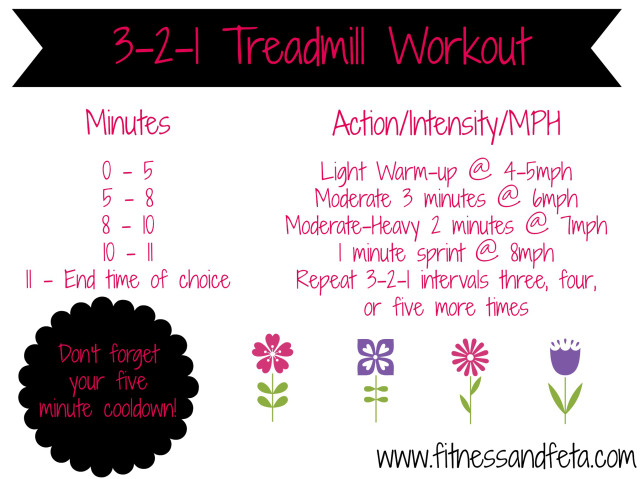 3-2-1 Treadmill Workout
Minutes Action/Intensity/MPH
0 - 5 Light Warm-up @ 4-5mph
5 - 8 Moderate 3 minutes @ 6mph
8 - 10 Moderate-Heavy 2 minutes @ 7mph
10 - 11 1 minute sprint @ 8mph
11 - End time of choice Repeat 3-2-1 intervals three, four,
or five more times
Don't forget
your five
minute cooldown!
www.fitnessandfeta.com